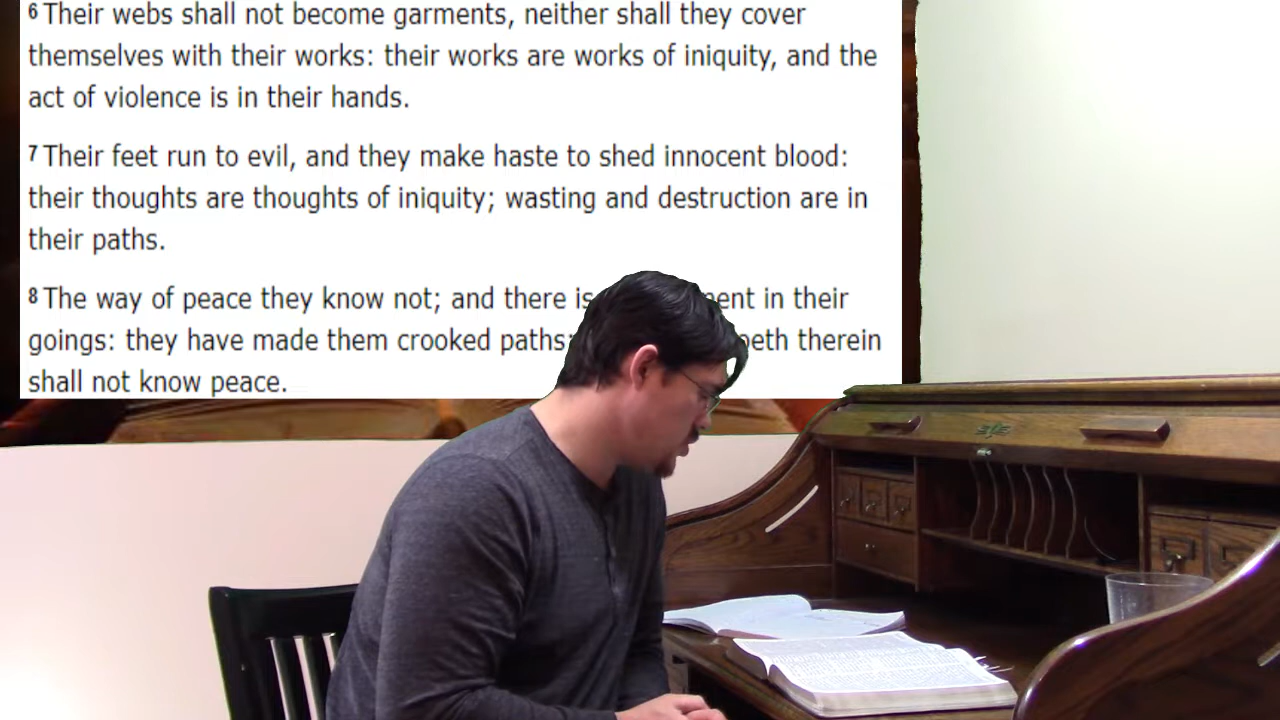 6 Their webs shall not become garments, neither shall they cover
themselves with their works: their works are works of iniquity, and the
act of violence is in their hands.
7 Their feet run to evil, and they make haste to shed innocent blood:
their thoughts are thoughts of iniquity; wasting and destruction are in
their paths.
8 The way of peace they know not; and there is in their
goings: they have made them crooked paths: therein
shall not know peace.